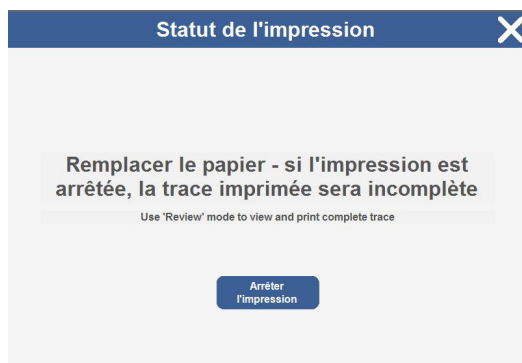 Statut de l'impression
Remplacer le papier - si l'impression est
arrêtée, la trace imprimée sera incomplète
Use 'Review' mode to view and print complete trace
Arrêter
l'impression